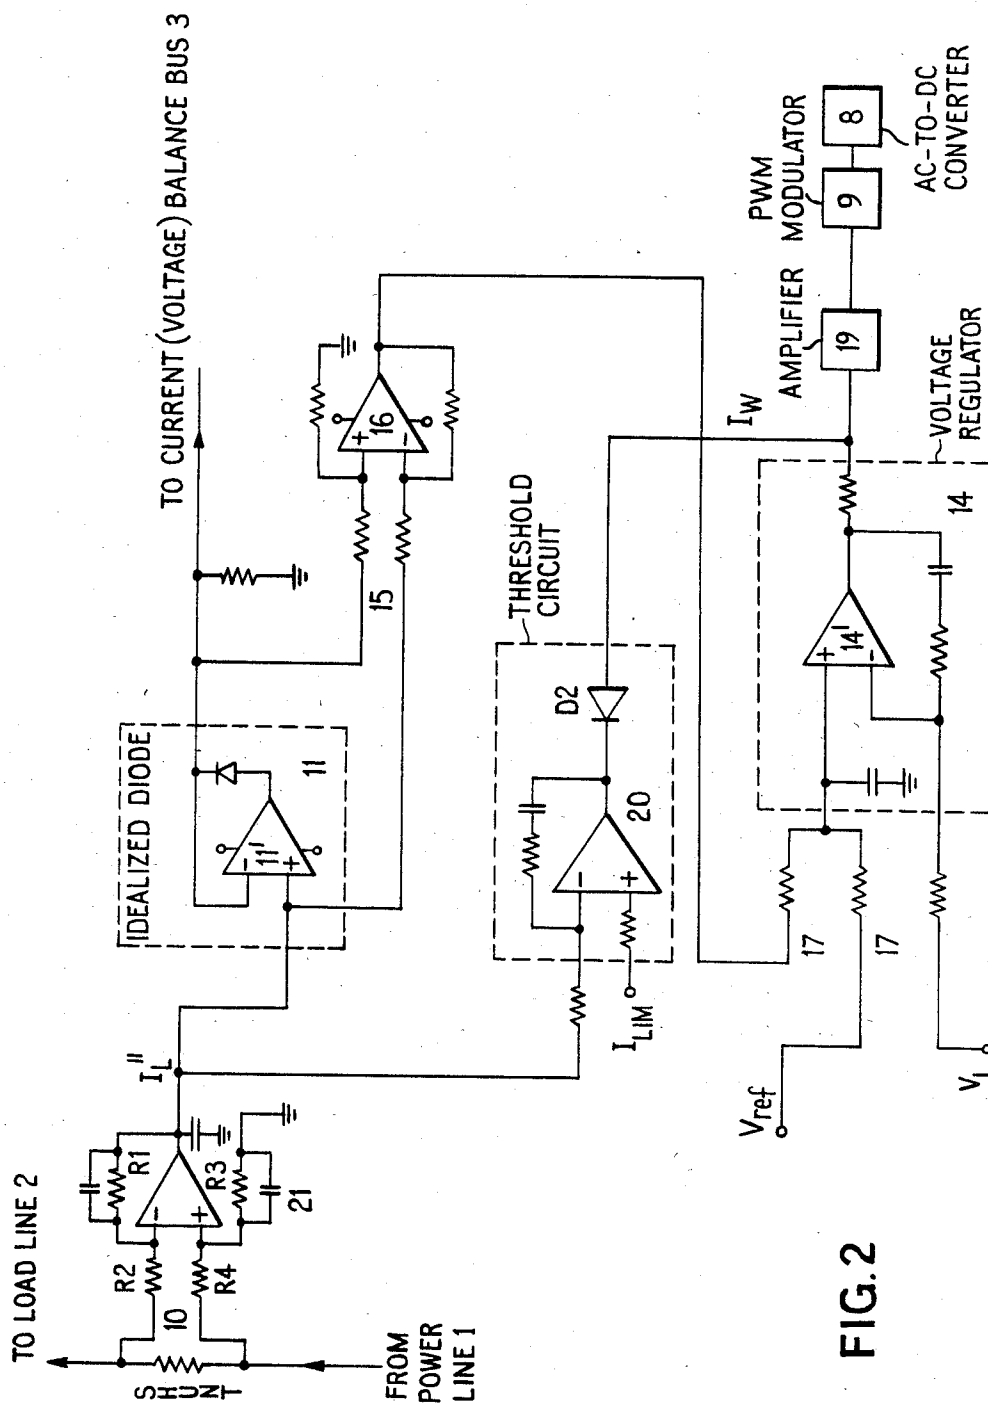 TO CURRENT (VOLTAGE) BALANCE BUS 3
TO LOAD LINE 2
SHUNT
FROM
POWER
LINE 1
10
R2
R4
R1
R3
-
+
21
IL"
IDEALIZED DIODE
11
11'
-
+
15
16
+
-
THRESHOLD
CIRCUIT
D2
20
-
+
ILIM
IW
17
17
Vref
VL
VOLTAGE
REGULATOR
14
14'
+
-
AMPLIFIER
19
PWM
MODULATOR
9
8
AC-TO-DC
CONVERTER
FIG. 2